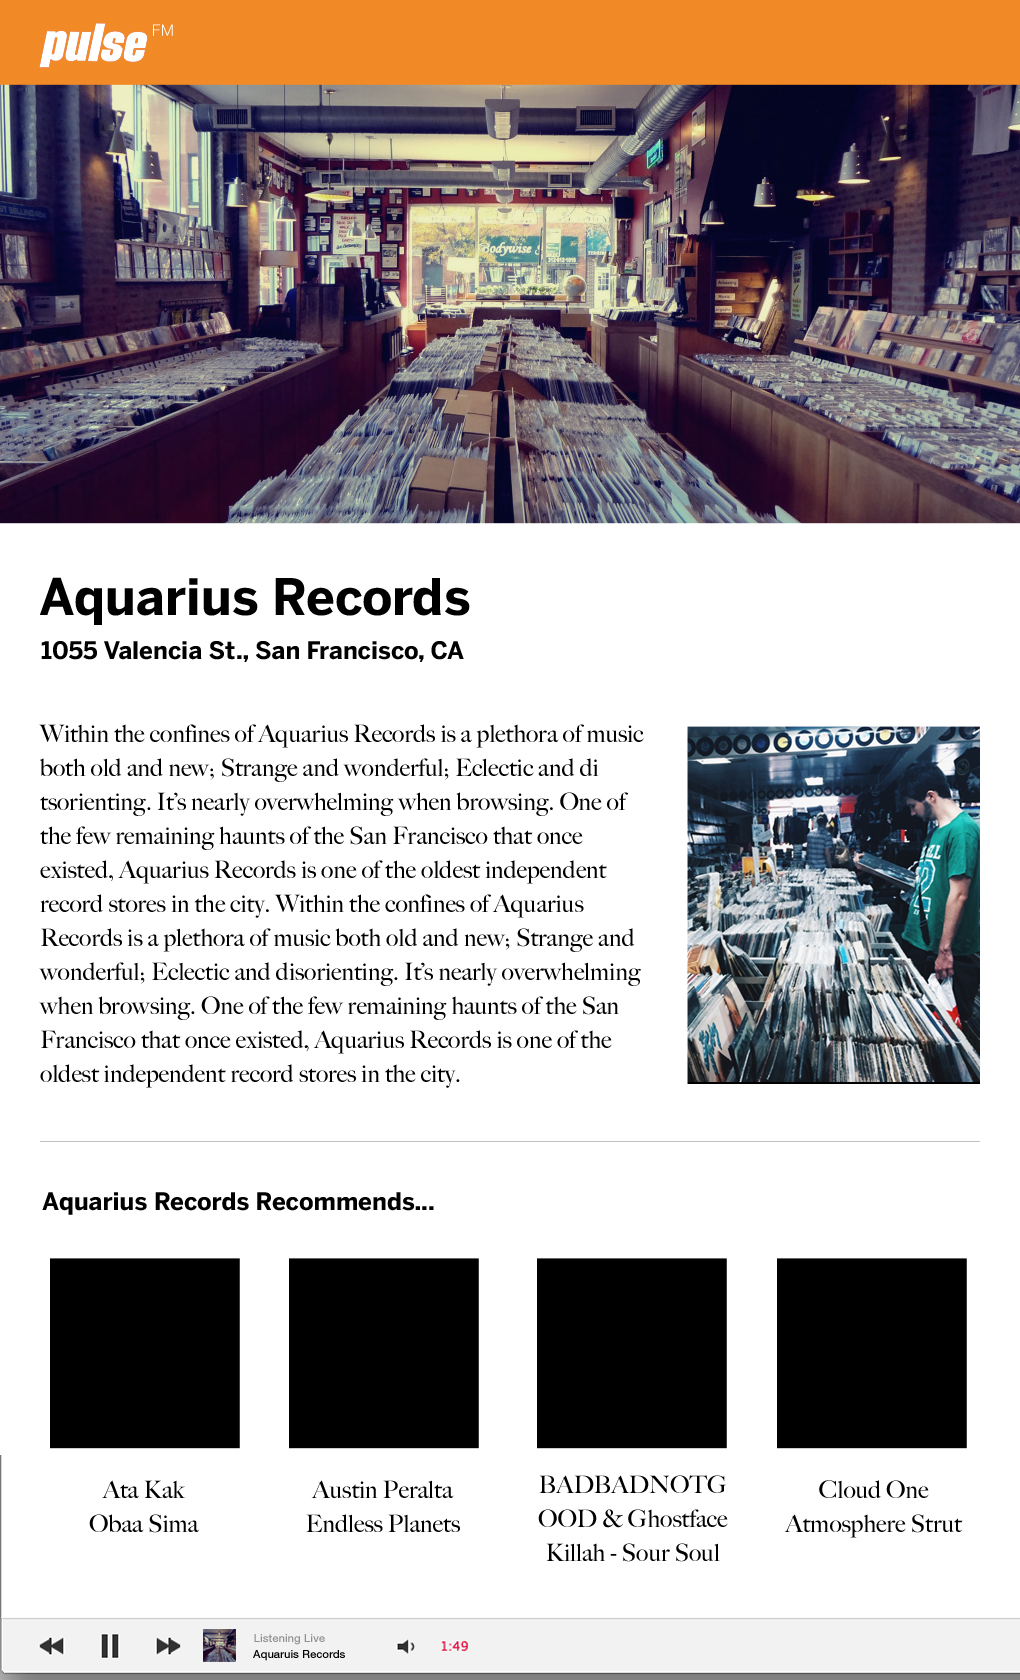 pulse FM
Bodywise
Aquarius Records
1055 Valencia St., San Francisco, CA
Within the confines of Aquarius Records is a plethora of music
both old and new; Strange and wonderful; Eclectic and di
tsorienting. It's nearly overwhelming when browsing. One of
the few remaining haunts of the San Francisco that once
existed, Aquarius Records is one of the oldest independent
record stores in the city. Within the confines of Aquarius
Records is a plethora of music both old and new; Strange and
wonderful; Eclectic and disorienting. It's nearly overwhelming
when browsing. One of the few remaining haunts of the San
Francisco that once existed, Aquarius Records is one of the
oldest independent record stores in the city.
Aquarius Records Recommends...
Ata Kak
Obaa Sima
Austin Peralta
Endless Planets
BADBADNOTG
OOD & Ghostface
Killah - Sour Soul
Cloud One
Atmosphere Strut
Listening Live
Aquaruis Records
1:49